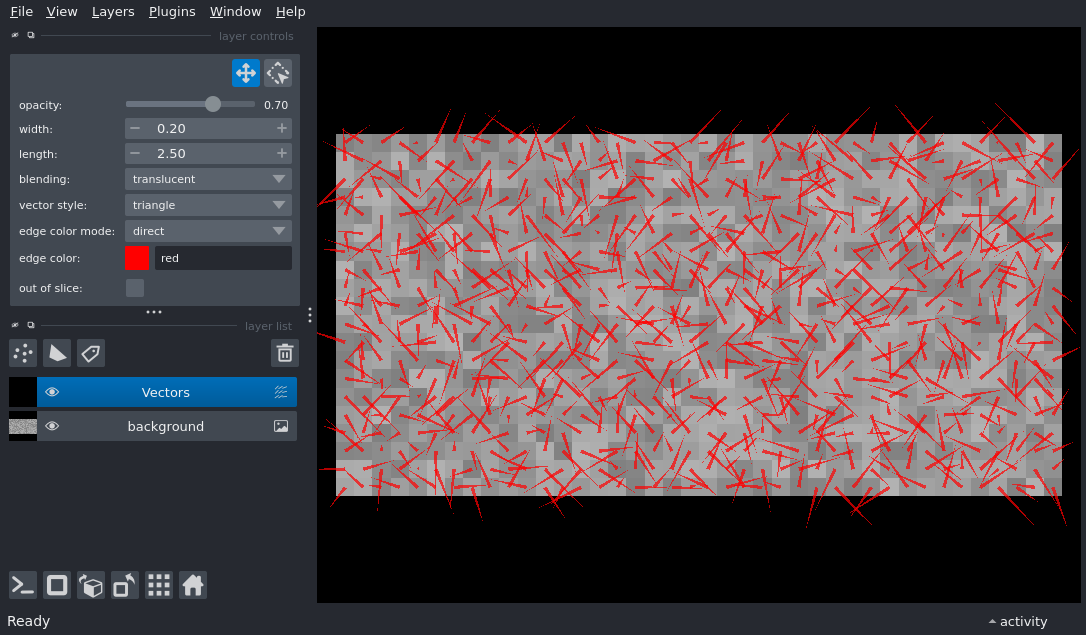 File View Layers Plugins Window Help
layer controls
opacity: 0.70
width: 0.20
length: 2.50
blending: translucent
vector style: triangle
edge color mode: direct
edge color: red
out of slice:
layer list
Vectors
background
Ready activity